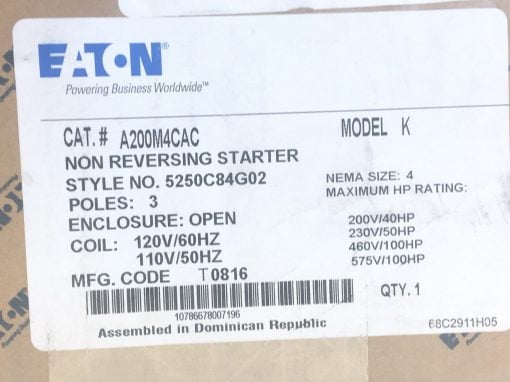 EATON
Powering Business Worldwide™
CAT. # A200M4CAC
MODEL K
NON REVERSING STARTER
STYLE NO. 5250C84G02
NEMA SIZE: 4
POLES: 3
MAXIMUM HP RATING:
ENCLOSURE: OPEN
200V/40HP
COIL: 120V/60HZ
230V/50HP
110V/50HZ
460V/100HP
575V/100HP
MFG. CODE T0816
QTY. 1
10786678007196
Assembled in Dominican Republic
68C2911H05